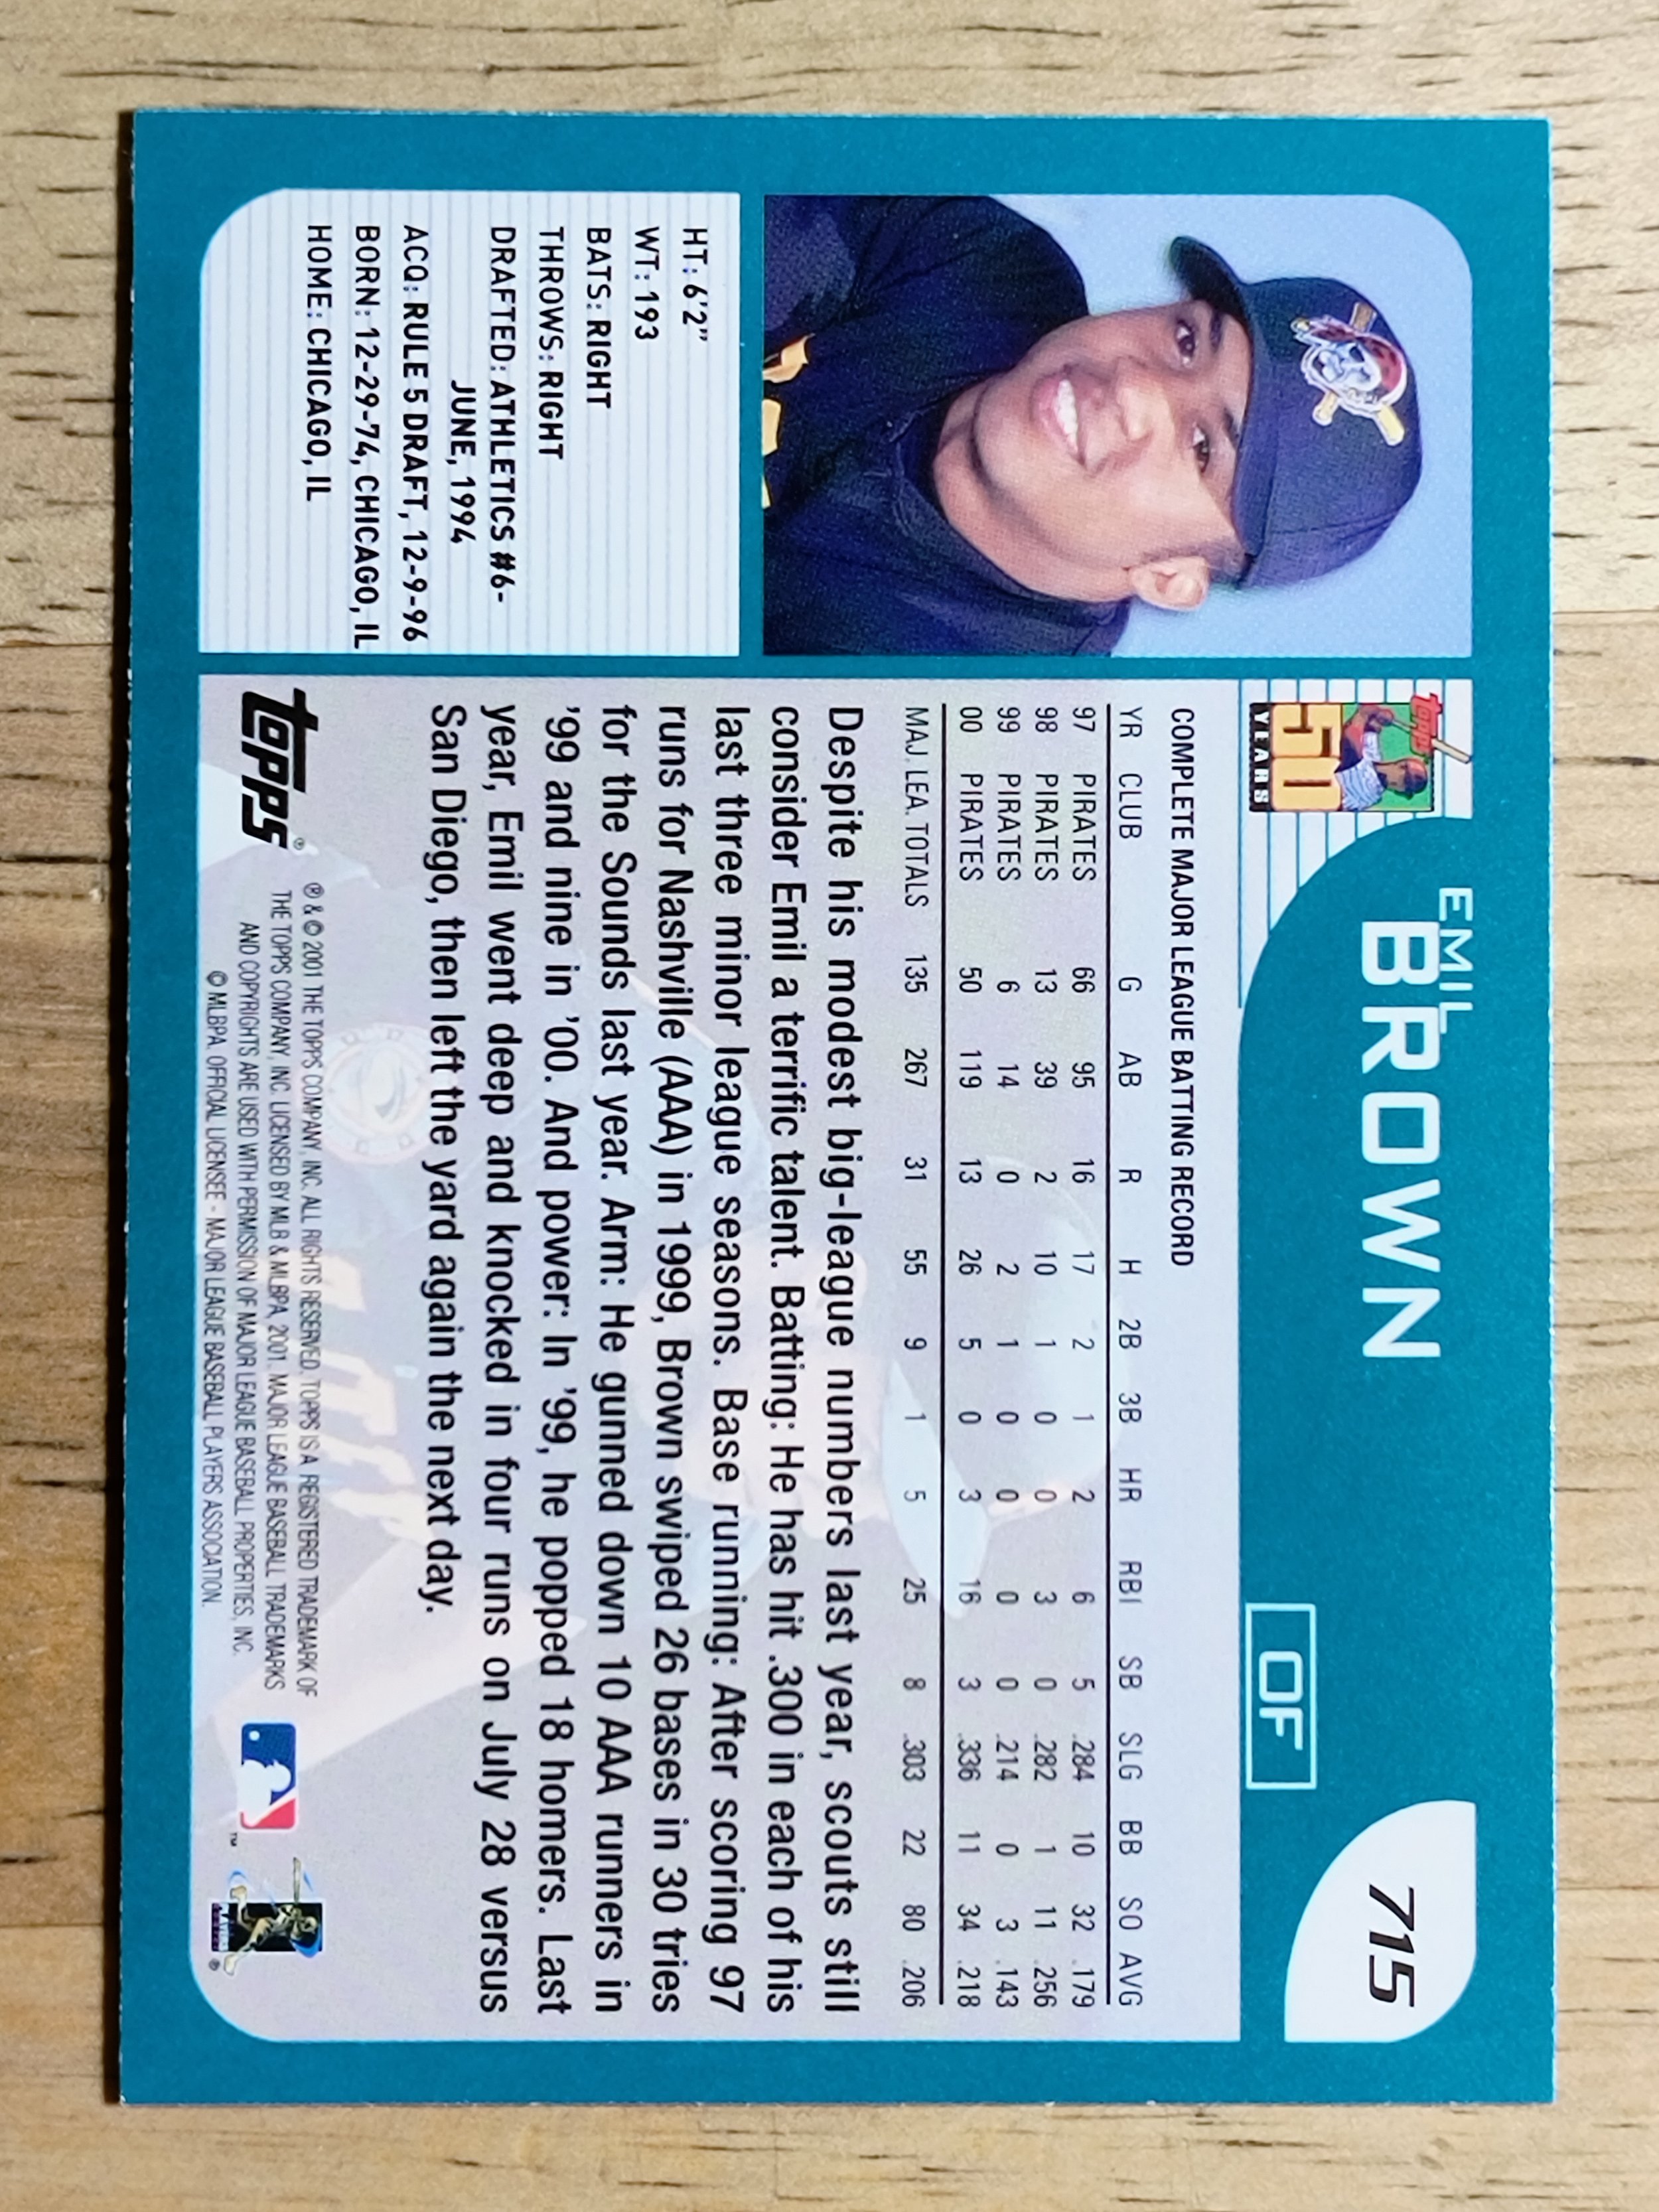 EMIL
BROWN
OF
715
topps
50
YEARS
HT: 6'2"
WT: 193
BATS: RIGHT
THROWS: RIGHT
DRAFTED: ATHLETICS #6-
JUNE, 1994
ACQ: RULE 5 DRAFT, 12-9-96
BORN: 12-29-74, CHICAGO, IL
HOME: CHICAGO, IL
COMPLETE MAJOR LEAGUE BATTING RECORD
YR CLUB G AB R H 2B 3B HR RBI SB SLG BB SO AVG
97 PIRATES 66 95 16 17 2 1 2 6 5 .284 10 32 .179
98 PIRATES 13 39 2 10 1 0 0 3 0 .282 1 11 .256
99 PIRATES 6 14 0 2 1 0 0 0 0 .214 0 3 .143
00 PIRATES 50 119 13 26 5 0 3 16 3 .336 11 34 .218
MAJ. LEA. TOTALS 135 267 31 55 9 1 5 25 8 .303 22 80 .206
Despite his modest big-league numbers last year, scouts still
consider Emil a terrific talent. Batting: He has hit .300 in each of his
last three minor league seasons. Base running: After scoring 97
runs for Nashville (AAA) in 1999, Brown swiped 26 bases in 30 tries
for the Sounds last year. Arm: He gunned down 10 AAA runners in
'99 and nine in '00. And power: In '99, he popped 18 homers. Last
year, Emil went deep and knocked in four runs on July 28 versus
San Diego, then left the yard again the next day.
topps®
® & © 2001 THE TOPPS COMPANY, INC. ALL RIGHTS RESERVED. TOPPS IS A REGISTERED TRADEMARK OF
THE TOPPS COMPANY, INC. LICENSED BY MLB & MLBPA, 2001. MAJOR LEAGUE BASEBALL TRADEMARKS
AND COPYRIGHTS ARE USED WITH PERMISSION OF MAJOR LEAGUE BASEBALL PROPERTIES, INC.
© MLBPA. OFFICIAL LICENSEE - MAJOR LEAGUE BASEBALL PLAYERS ASSOCIATION.
TM
PLAYERS
®